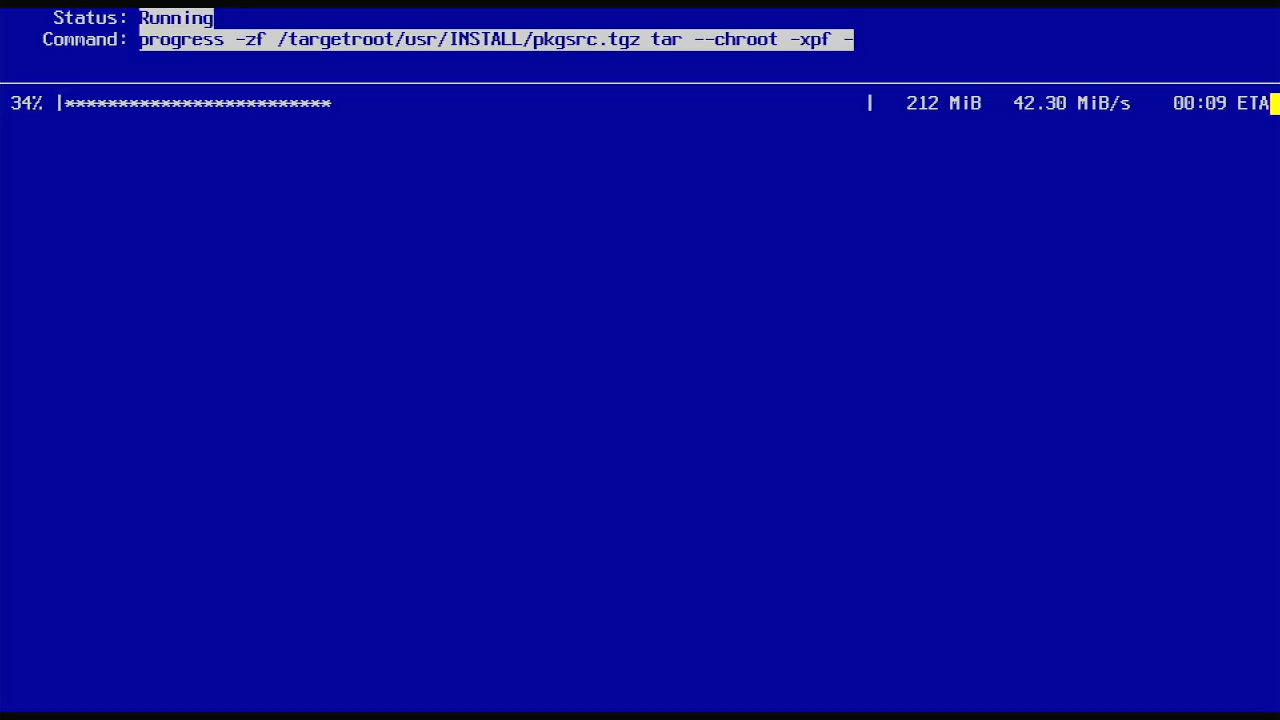 Status: Running
Command: progress -zf /targetroot/usr/INSTALL/pkgsrc.tgz tar --chroot -xpf -
34% |*************************                                                   | 212 MiB 42.30 MiB/s 00:09 ETA